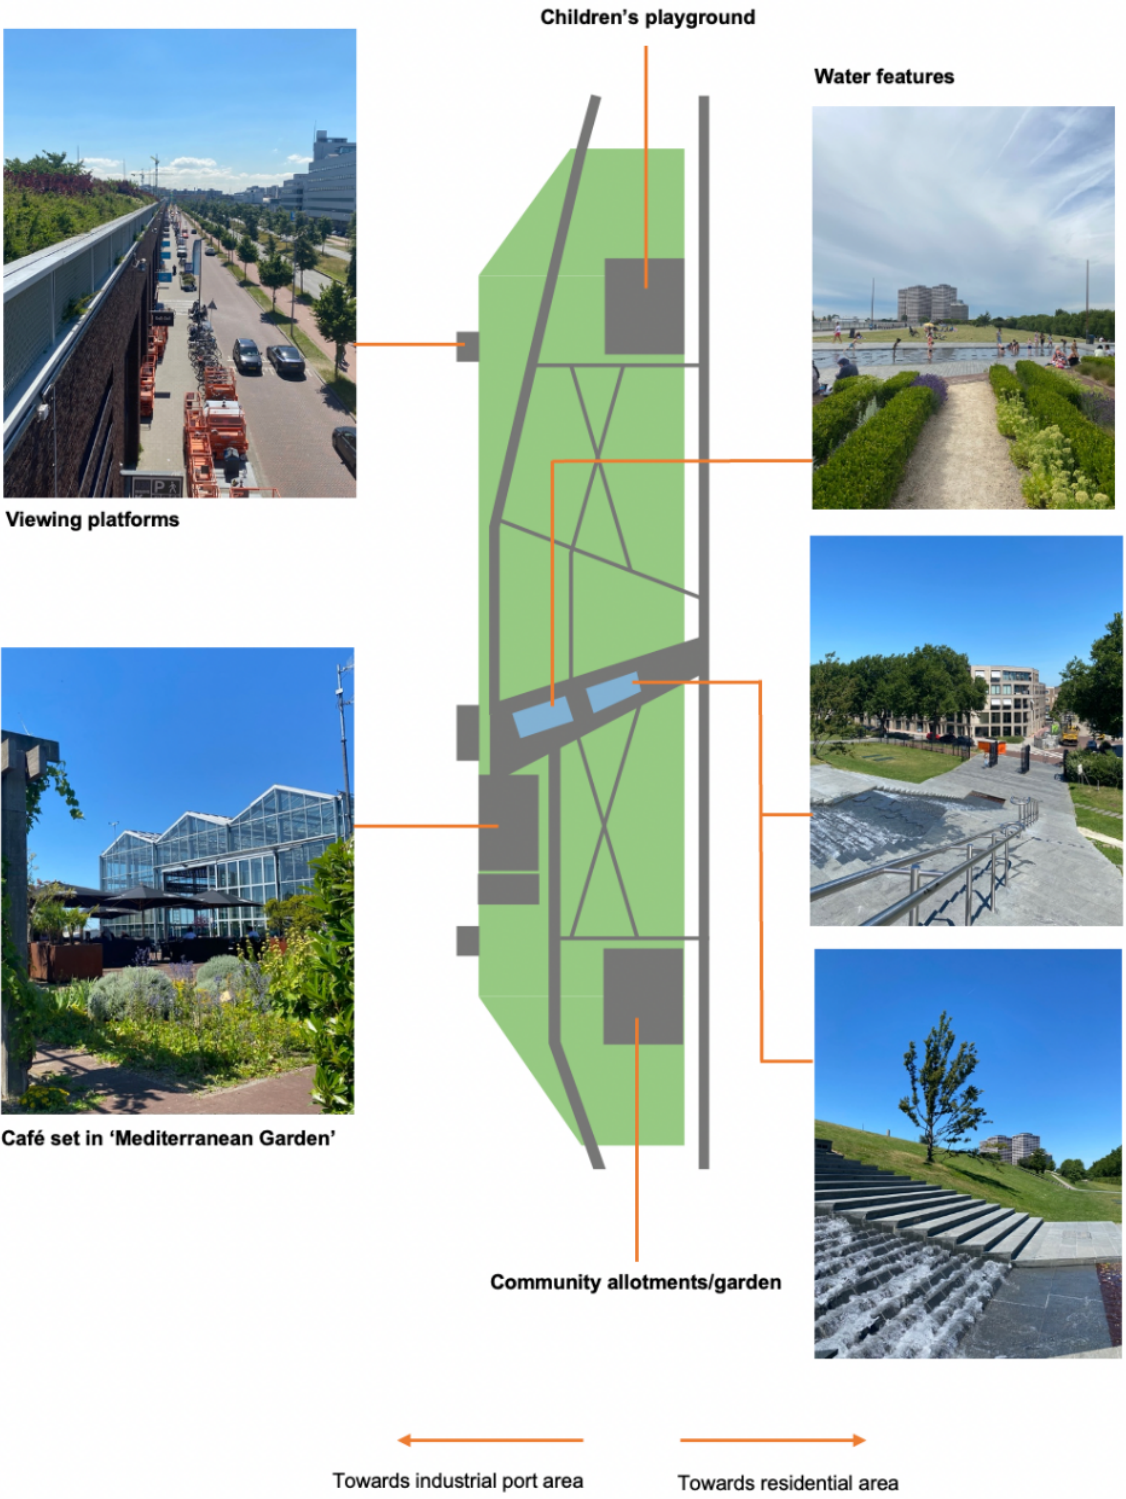 Children's playground
Water features
Viewing platforms
Café set in ‘Mediterranean Garden’
Community allotments/garden
Towards industrial port area
Towards residential area